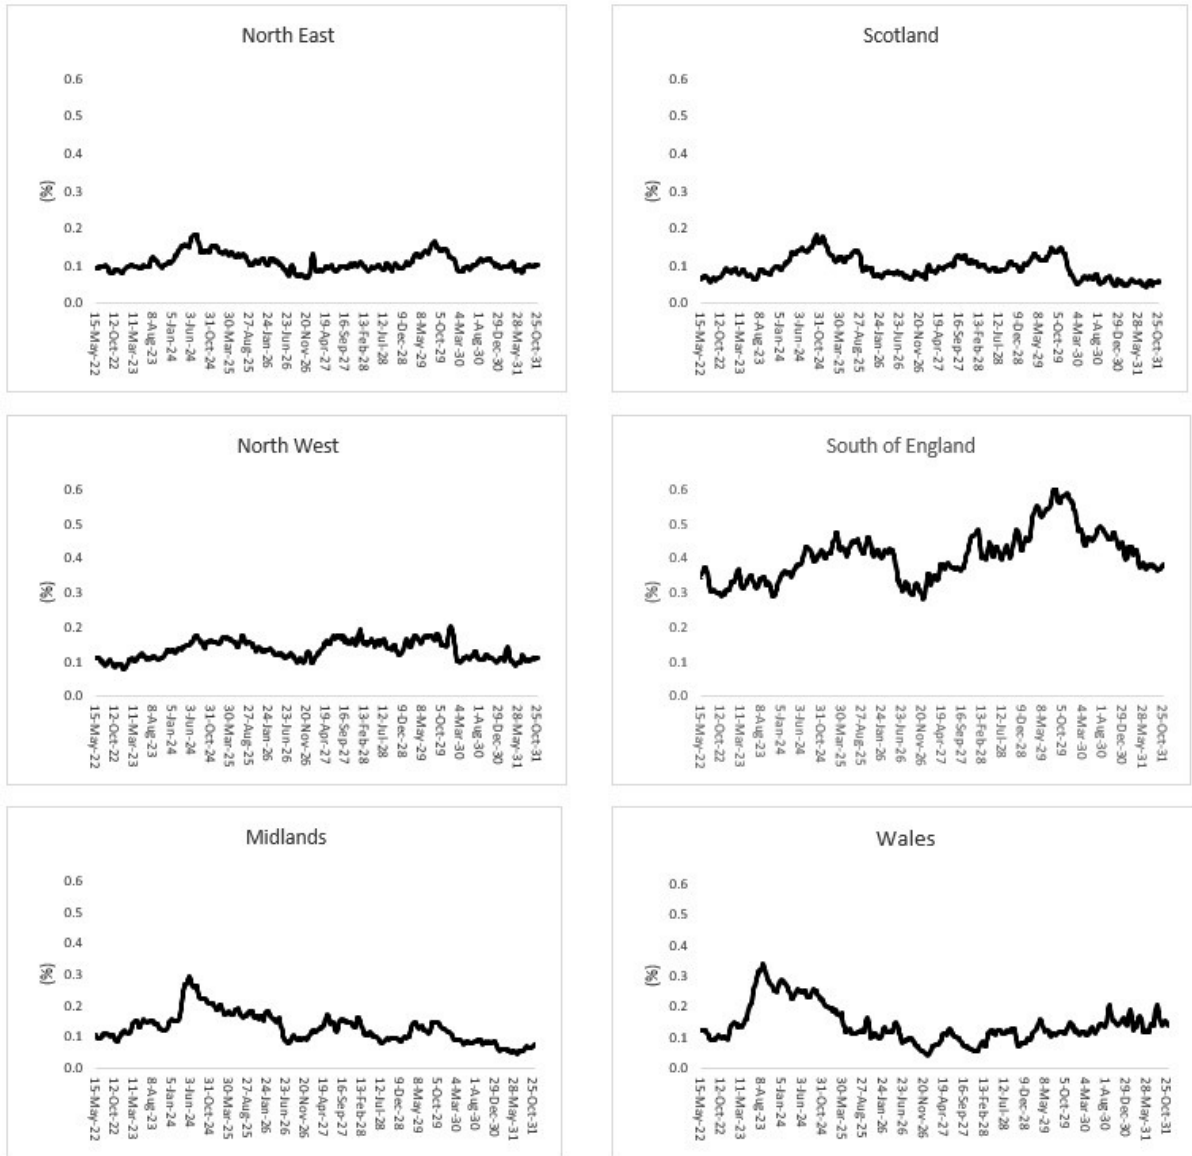 North East
0.6
0.5
0.4
0.3
0.2
0.1
0.0
(%)
15-May-22
12-Oct-22
11-Mar-23
8-Aug-23
5-Jan-24
3-Jun-24
31-Oct-24
30-Mar-25
27-Aug-25
24-Jan-26
23-Jun-26
20-Nov-26
19-Apr-27
16-Sep-27
13-Feb-28
12-Jul-28
9-Dec-28
8-May-29
5-Oct-29
4-Mar-30
1-Aug-30
29-Dec-30
28-May-31
25-Oct-31
Scotland
0.6
0.5
0.4
0.3
0.2
0.1
0.0
(%)
15-May-22
12-Oct-22
11-Mar-23
8-Aug-23
5-Jan-24
3-Jun-24
31-Oct-24
30-Mar-25
27-Aug-25
24-Jan-26
23-Jun-26
20-Nov-26
19-Apr-27
16-Sep-27
13-Feb-28
12-Jul-28
9-Dec-28
8-May-29
5-Oct-29
4-Mar-30
1-Aug-30
29-Dec-30
28-May-31
25-Oct-31
North West
0.6
0.5
0.4
0.3
0.2
0.1
0.0
(%)
15-May-22
12-Oct-22
11-Mar-23
8-Aug-23
5-Jan-24
3-Jun-24
31-Oct-24
30-Mar-25
27-Aug-25
24-Jan-26
23-Jun-26
20-Nov-26
19-Apr-27
16-Sep-27
13-Feb-28
12-Jul-28
9-Dec-28
8-May-29
5-Oct-29
4-Mar-30
1-Aug-30
29-Dec-30
28-May-31
25-Oct-31
South of England
0.6
0.5
0.4
0.3
0.2
0.1
0.0
(%)
15-May-22
12-Oct-22
11-Mar-23
8-Aug-23
5-Jan-24
3-Jun-24
31-Oct-24
30-Mar-25
27-Aug-25
24-Jan-26
23-Jun-26
20-Nov-26
19-Apr-27
16-Sep-27
13-Feb-28
12-Jul-28
9-Dec-28
8-May-29
5-Oct-29
4-Mar-30
1-Aug-30
29-Dec-30
28-May-31
25-Oct-31
Midlands
0.6
0.5
0.4
0.3
0.2
0.1
0.0
(%)
15-May-22
12-Oct-22
11-Mar-23
8-Aug-23
5-Jan-24
3-Jun-24
31-Oct-24
30-Mar-25
27-Aug-25
24-Jan-26
23-Jun-26
20-Nov-26
19-Apr-27
16-Sep-27
13-Feb-28
12-Jul-28
9-Dec-28
8-May-29
5-Oct-29
4-Mar-30
1-Aug-30
29-Dec-30
28-May-31
25-Oct-31
Wales
0.6
0.5
0.4
0.3
0.2
0.1
0.0
(%)
15-May-22
12-Oct-22
11-Mar-23
8-Aug-23
5-Jan-24
3-Jun-24
31-Oct-24
30-Mar-25
27-Aug-25
24-Jan-26
23-Jun-26
20-Nov-26
19-Apr-27
16-Sep-27
13-Feb-28
12-Jul-28
9-Dec-28
8-May-29
5-Oct-29
4-Mar-30
1-Aug-30
29-Dec-30
28-May-31
25-Oct-31